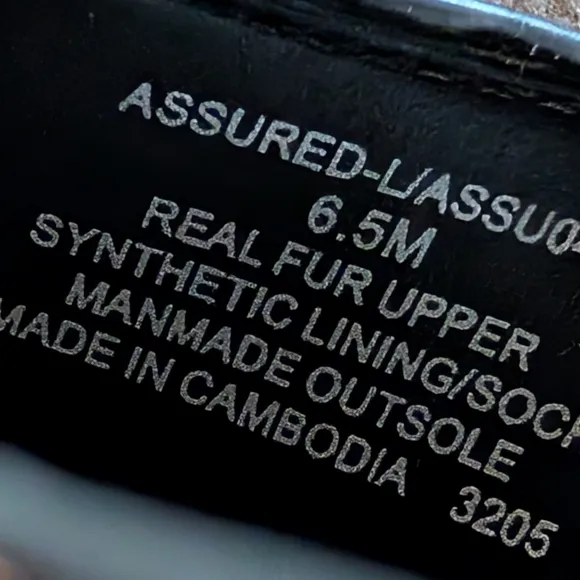 ASSURED-L/ASSU0
6.5M
REAL FUR UPPER
SYNTHETIC LINING/SOC
MANMADE OUTSOLE
MADE IN CAMBODIA 3205